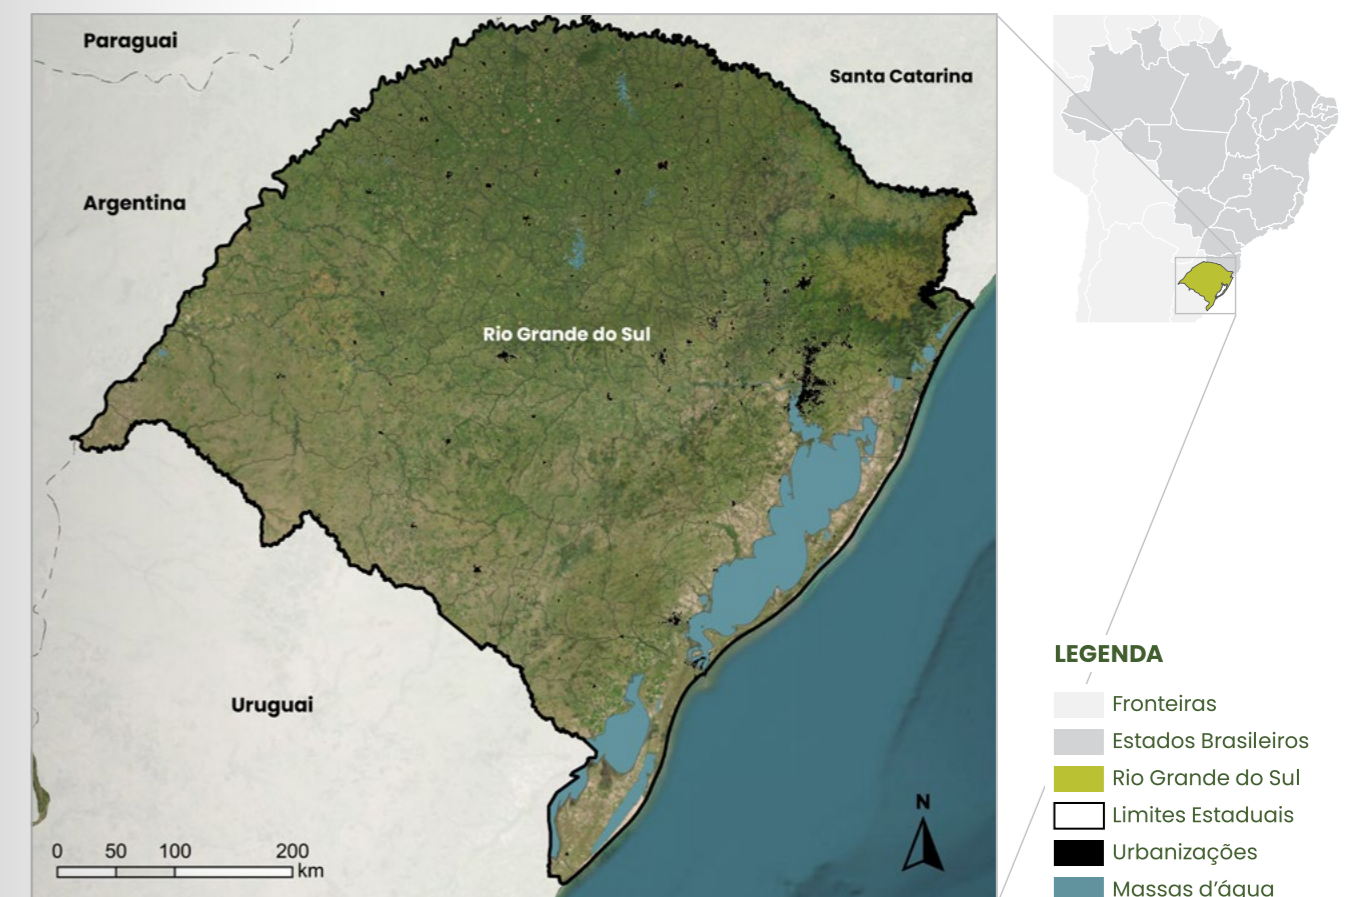 Paraguai
Santa Catarina
Argentina
Rio Grande do Sul
Uruguai
N
0 50 100 200
km
LEGENDA
Fronteiras
Estados Brasileiros
Rio Grande do Sul
Limites Estaduais
Urbanizações
Massas d’água